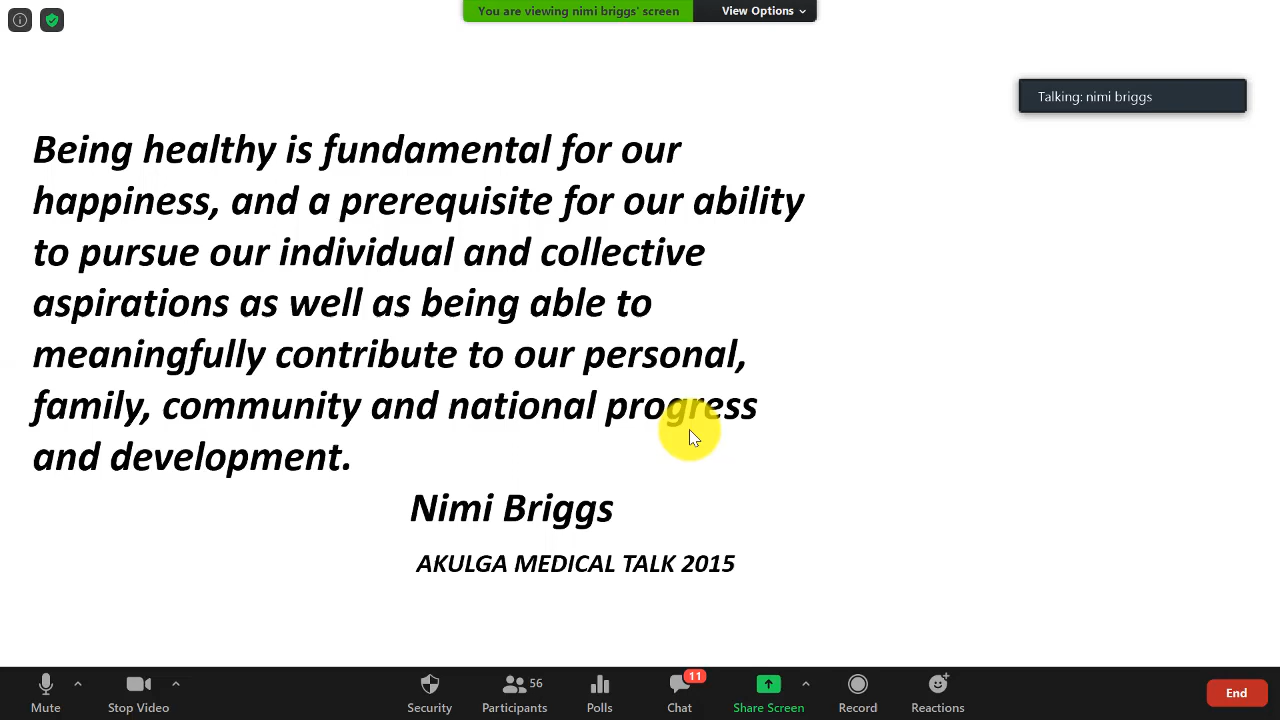 You are viewing nimi briggs' screen
View Options
Talking: nimi briggs
Being healthy is fundamental for our
happiness, and a prerequisite for our ability
to pursue our individual and collective
aspirations as well as being able to
meaningfully contribute to our personal,
family, community and national progress
and development.
Nimi Briggs
AKULGA MEDICAL TALK 2015
Mute
Stop Video
Security
56
Participants
Polls
11
Chat
Share Screen
Record
Reactions
End